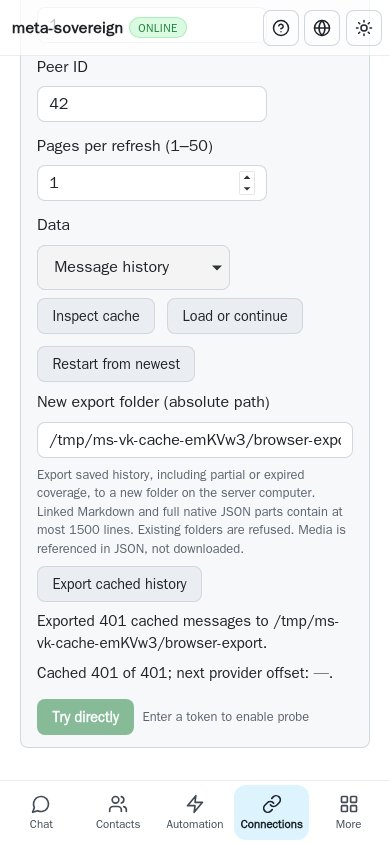 meta-sovereign ONLINE
Peer ID
42
Pages per refresh (1–50)
1
Data
Message history
Inspect cache Load or continue
Restart from newest
New export folder (absolute path)
/tmp/ms-vk-cache-emKVw3/browser-expo
Export saved history, including partial or expired
coverage, to a new folder on the server computer.
Linked Markdown and full native JSON parts contain at
most 1500 lines. Existing folders are refused. Media is
referenced in JSON, not downloaded.
Export cached history
Exported 401 cached messages to /tmp/ms-
vk-cache-emKVw3/browser-export.
Cached 401 of 401; next provider offset: —.
Try directly Enter a token to enable probe
Chat Contacts Automation Connections More